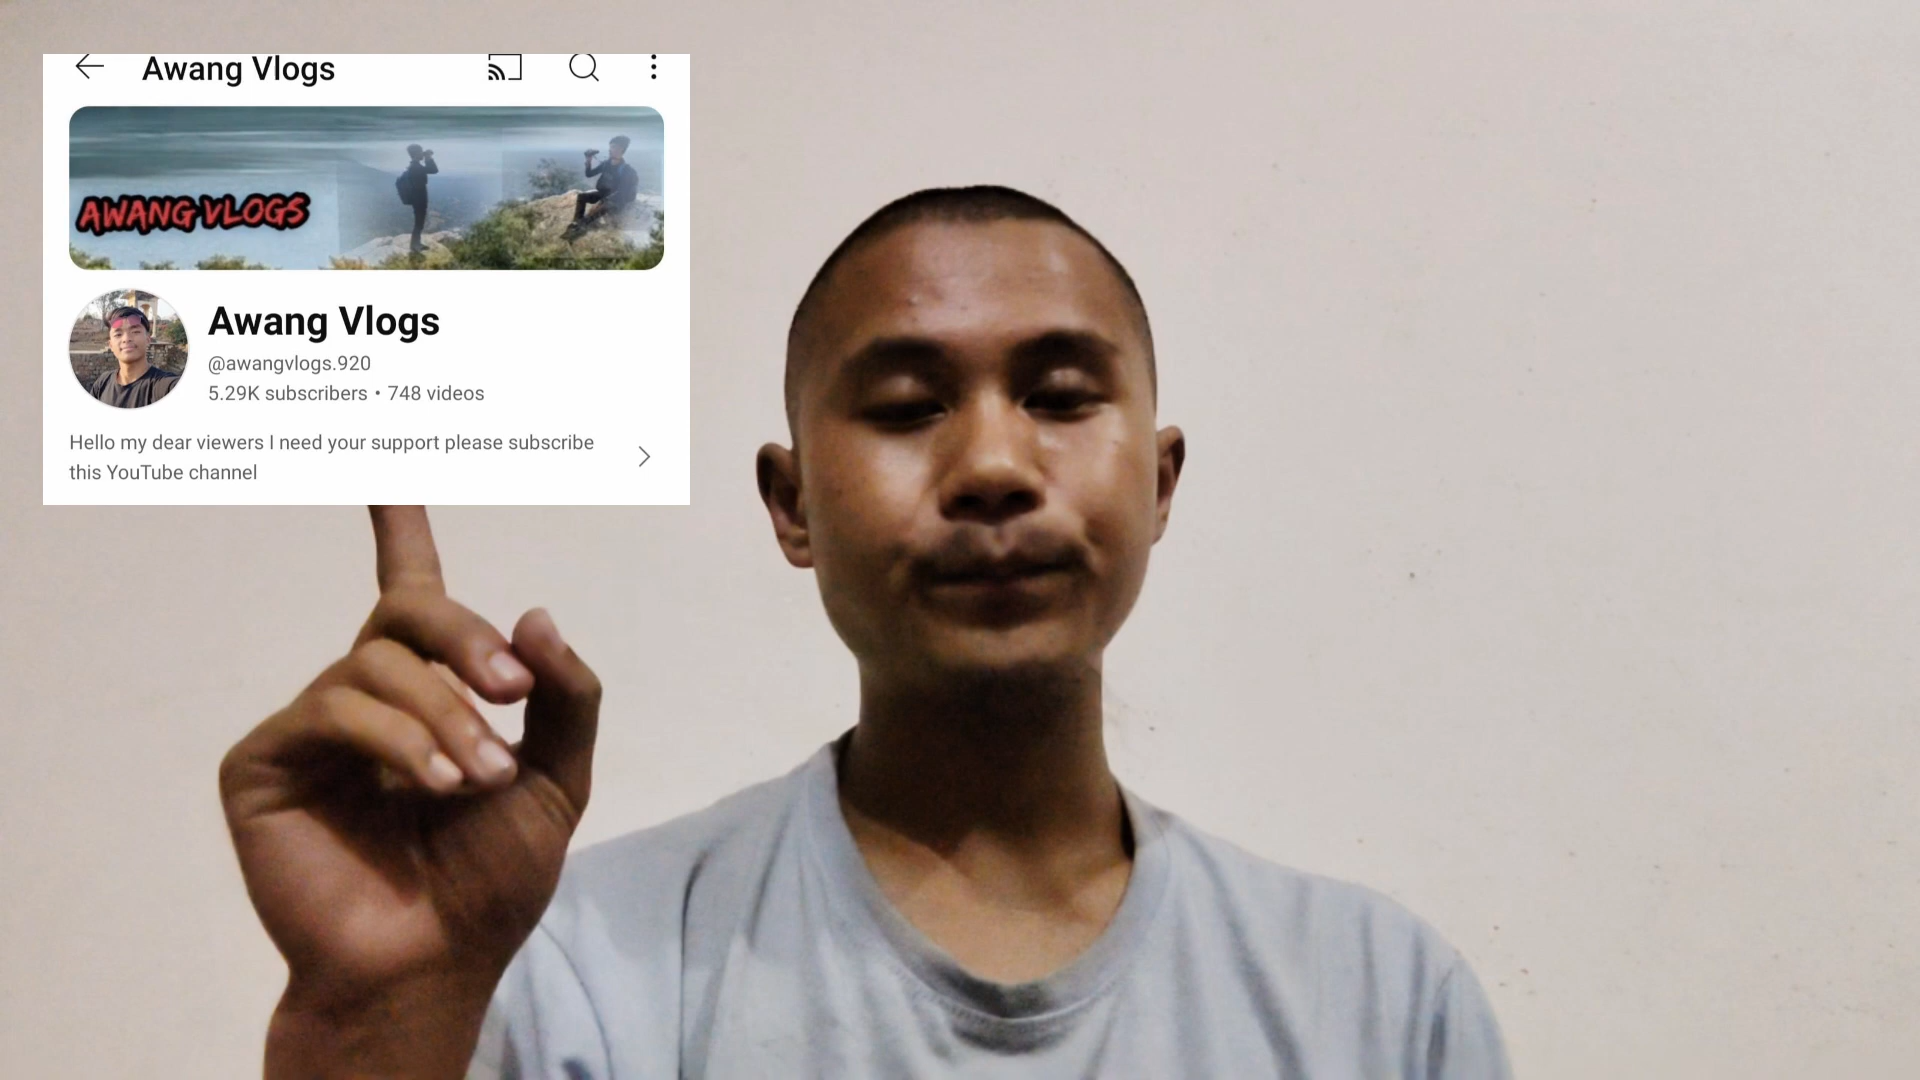 Awang Vlogs
AWANG VLOGS
Awang Vlogs
@awangvlogs.920
5.29K subscribers • 748 videos
Hello my dear viewers I need your support please subscribe
this YouTube channel